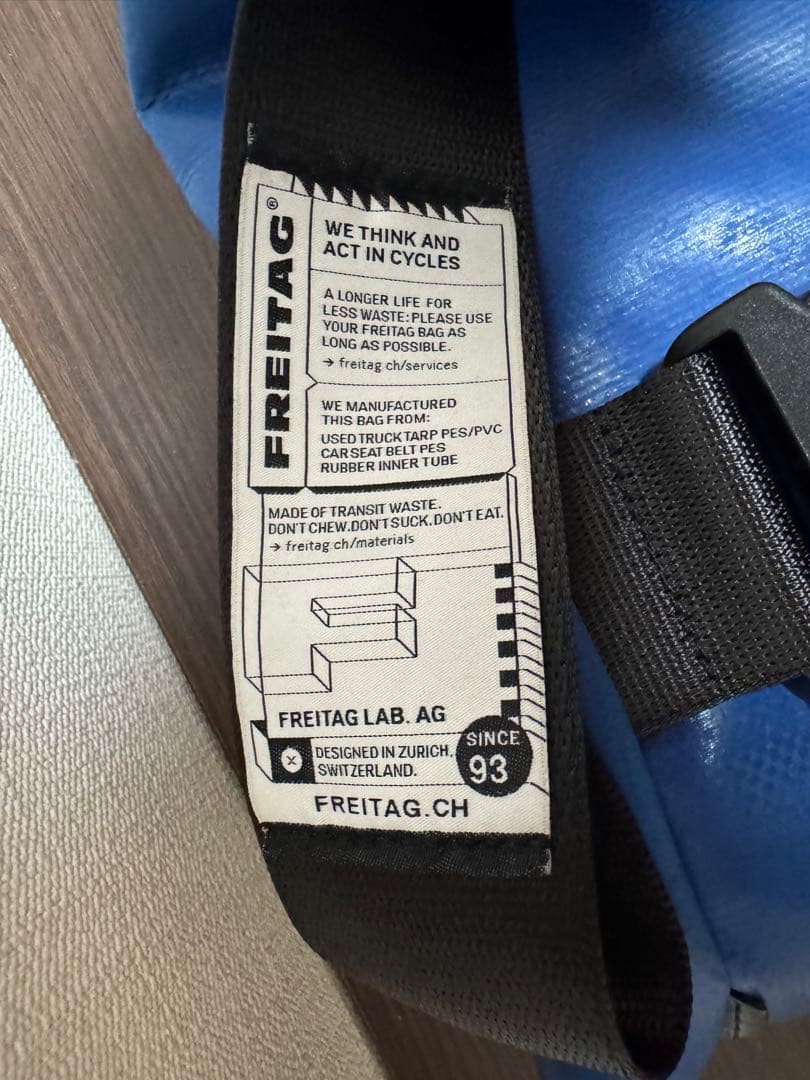 FREITAG®
WE THINK AND
ACT IN CYCLES
A LONGER LIFE FOR
LESS WASTE: PLEASE USE
YOUR FREITAG BAG AS
LONG AS POSSIBLE.
→ freitag.ch/services
WE MANUFACTURED
THIS BAG FROM:
USED TRUCK TARP PES/PVC
CAR SEAT BELT PES
RUBBER INNER TUBE
MADE OF TRANSIT WASTE.
DON'T CHEW. DON'T SUCK. DON'T EAT.
→ freitag.ch/materials
FREITAG LAB. AG
DESIGNED IN ZURICH,
SWITZERLAND.
SINCE
93
FREITAG.CH